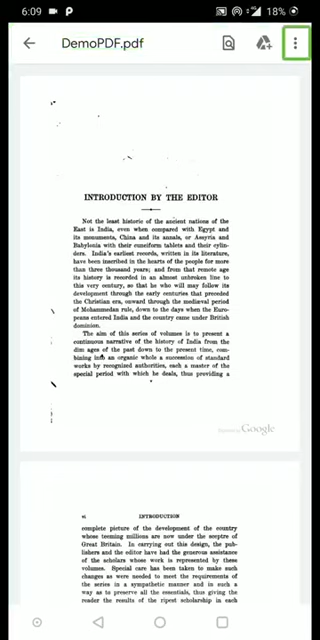 6:09
18%
DemoPDF.pdf
INTRODUCTION BY THE EDITOR
Not the least historic of the ancient nations of the
East is India, even when compared with Egypt and
its monuments, China and its annals, or Assyria and
Babylonia with their cuneiform tablets and their cylin-
ders. India's earliest records, written in its literature,
have been inscribed in the hearts of the people for more
than three thousand years; and from that remote age
its history is recorded in an almost unbroken line to
this very century, so that he who will may follow its
development through the early centuries that preceded
the Christian era, onward through the mediæval period
of Mohammedan rule, down to the days when the Euro-
peans entered India and the country came under British
dominion.
The aim of this series of volumes is to present a
continuous narrative of the history of India from the
dim ages of the past down to the present time, com-
bining into an organic whole a succession of standard
works by recognized authorities, each a master of the
special period with which he deals, thus providing a
Google
INTRODUCTION
complete picture of the development of the country
whose teeming millions are now under the sceptre of
Great Britain. In carrying out this design, the pub-
lishers and the editor have had the generous assistance
of the scholars whose work is represented by these
volumes. Special care has been taken to make such
changes as were needed to meet the requirements of
the series in a sympathetic manner and in such a
way as to preserve all the essentials, thus giving the
reader the results of the ripest scholarship in each